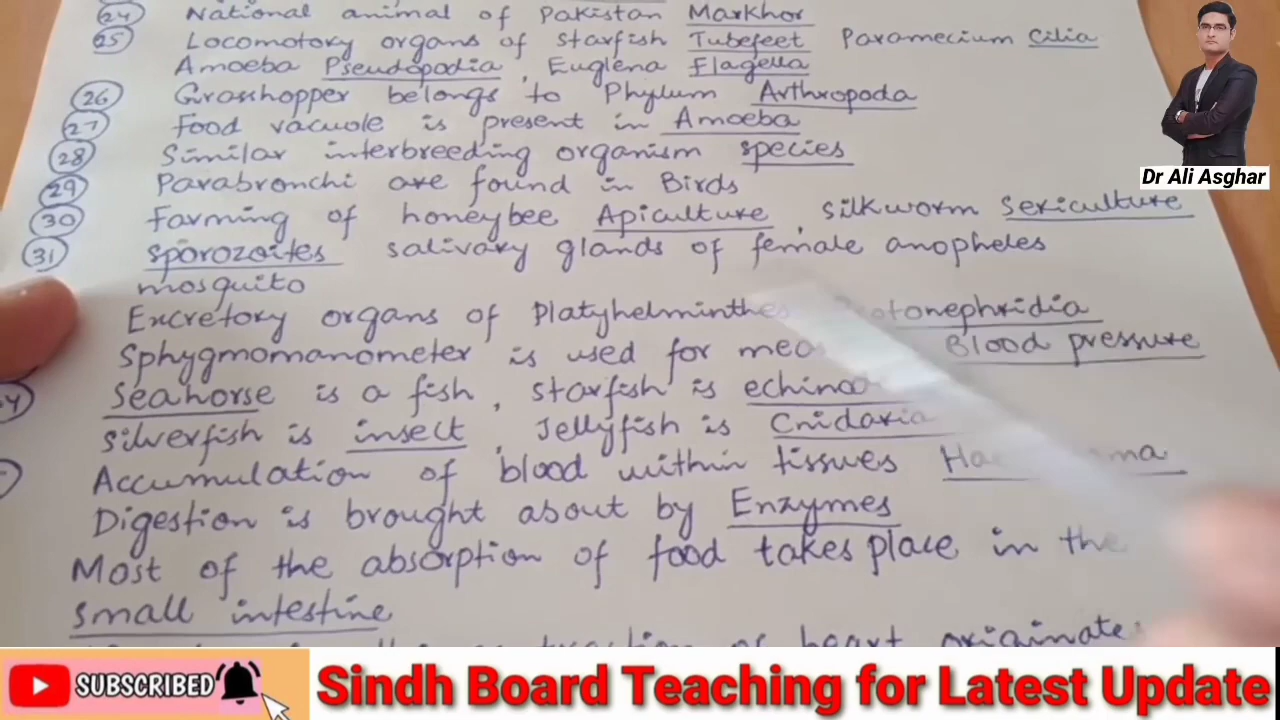 24 National animal of Pakistan Markhor
25 Locomotory organs of starfish Tubefeet Paramecium Cilia
Amoeba Pseudopodia, Euglena Flagella
26 Grasshopper belongs to Phylum Arthropoda
27 Food vacuole is present in Amoeba
28 Similar interbreeding organism species
29 Parabronchi are found in Birds
30 Farming of honeybee Apiculture, silkworm Sericulture
31 sporozoites salivary glands of female anopheles
mosquito
Excretory organs of Platyhelminthes
Sphygmomanometer is used for Blood pressure
Seahorse is a fish, starfish is
silverfish is insect, Jellyfish is Cnidaria
Accumulation of blood within tissues
Digestion is brought about by Enzymes
Most of the absorption of food takes place in the
small intestine
of heart
Dr Ali Asghar
SUBSCRIBED
Sindh Board Teaching for Latest Update